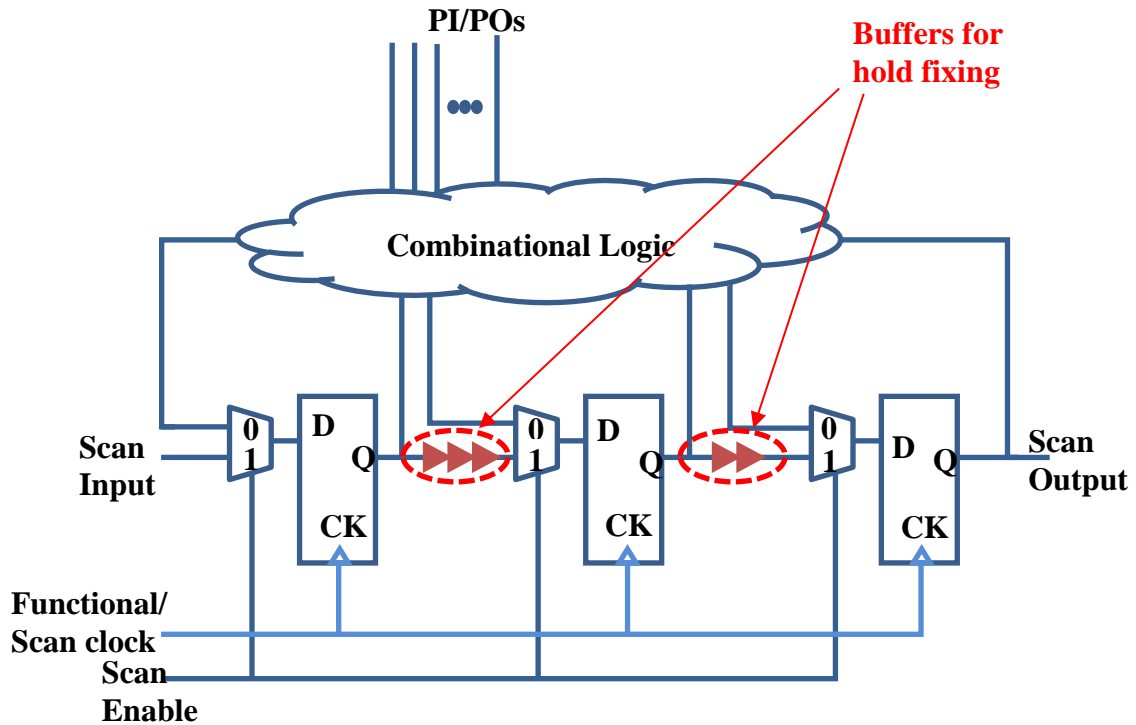 PI/POs
Buffers for
hold fixing
Combinational Logic
Scan
Input
0
1
D
Q
CK
0
1
D
Q
CK
0
1
D
Q
CK
Scan
Output
Functional/
Scan clock
Scan
Enable